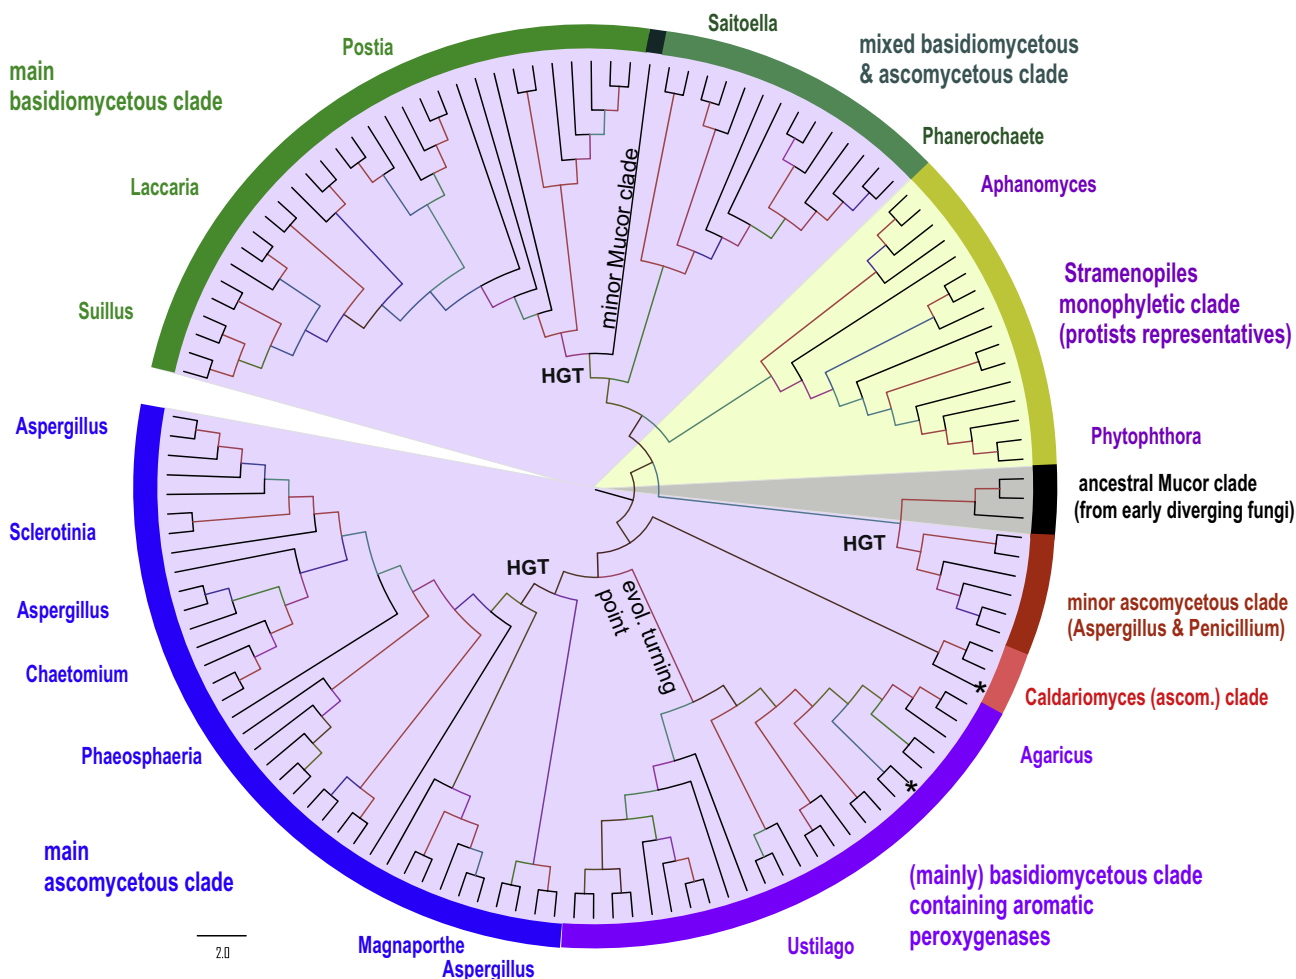 Saitoella
Postia
mixed basidiomycetous
& ascomycetous clade
main
basidiomycetous clade
Phanerochaete
Aphanomyces
Laccaria
minor Mucor clade
Stramenopiles
monophyletic clade
(protists representatives)
Suillus
HGT
Aspergillus
Phytophthora
ancestral Mucor clade
(from early diverging fungi)
Sclerotinia
HGT
HGT
evol. turning
point
Aspergillus
minor ascomycetous clade
(Aspergillus & Penicillium)
Chaetomium
*
Caldariomyces (ascom.) clade
Phaeosphaeria
Agaricus
*
main
ascomycetous clade
(mainly) basidiomycetous clade
containing aromatic
peroxygenases
Magnaporthe
Ustilago
2.0
Aspergillus